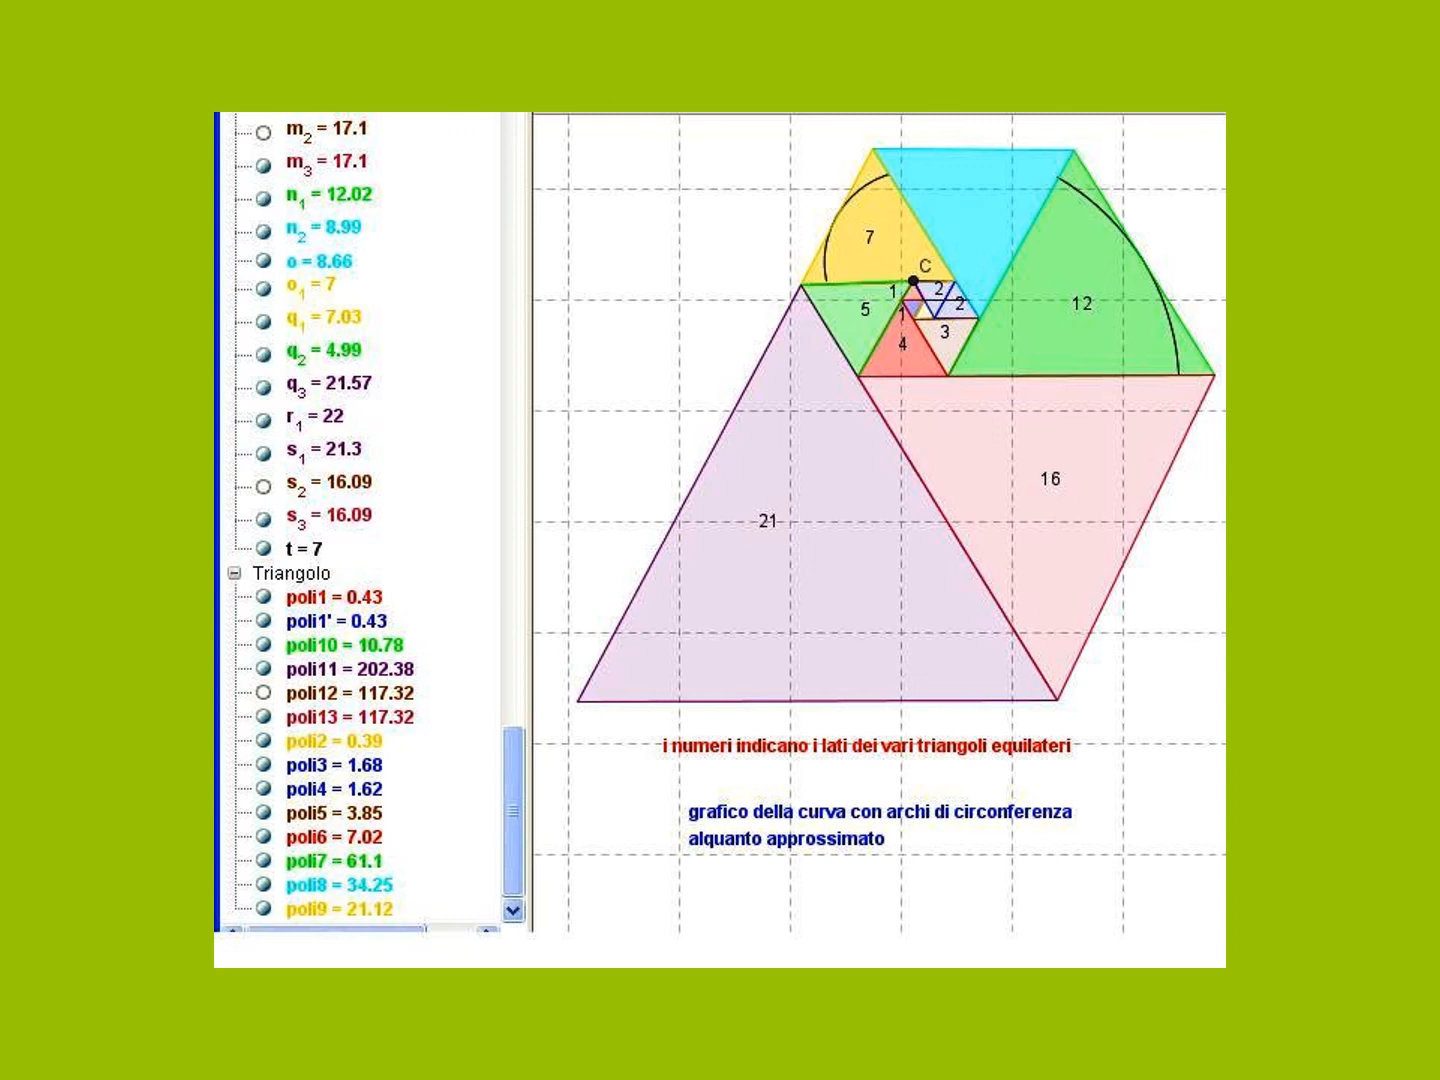 m2 = 17.1
m3 = 17.1
n1 = 12.02
n2 = 8.99
o = 8.66
o1 = 7
q1 = 7.03
q2 = 4.99
q3 = 21.57
r1 = 22
s1 = 21.3
s2 = 16.09
s3 = 16.09
t = 7
Triangolo
poli1 = 0.43
poli1' = 0.43
poli10 = 10.78
poli11 = 202.38
poli12 = 117.32
poli13 = 117.32
poli2 = 0.39
poli3 = 1.68
poli4 = 1.62
poli5 = 3.85
poli6 = 7.02
poli7 = 61.1
poli8 = 34.25
poli9 = 21.12
7
C
1
2
2
5
1
3
4
12
16
21
i numeri indicano i lati dei vari triangoli equilateri
grafico della curva con archi di circonferenza
alquanto approssimato